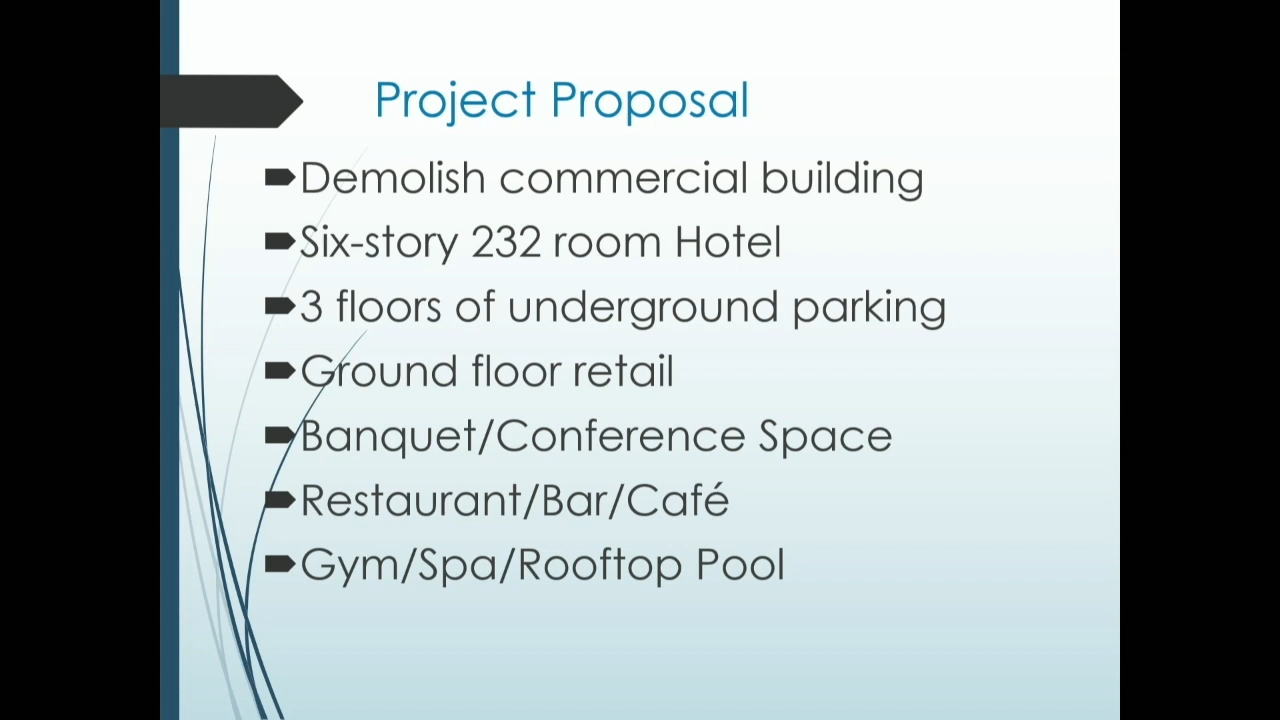 Project Proposal
Demolish commercial building
Six-story 232 room Hotel
3 floors of underground parking
Ground floor retail
Banquet/Conference Space
Restaurant/Bar/Café
Gym/Spa/Rooftop Pool